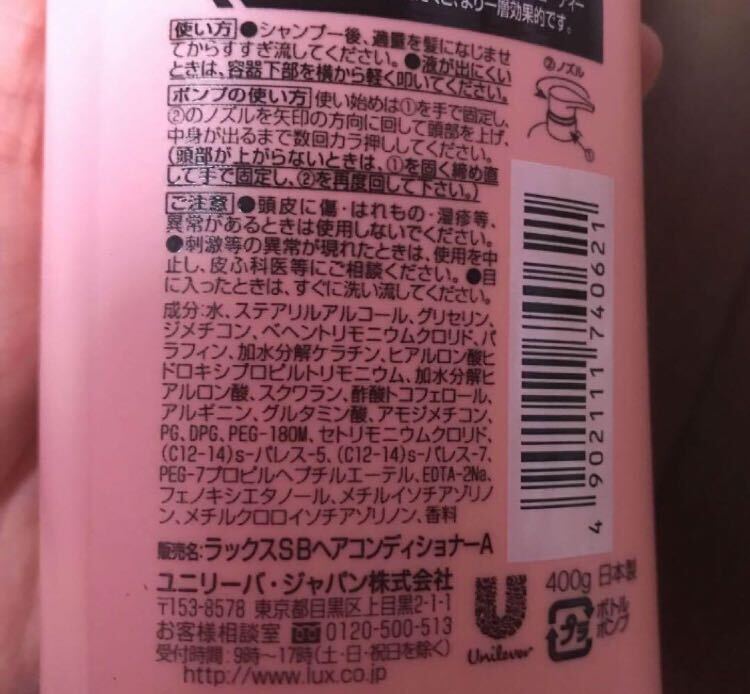 ください、より一層効果的です。
使い方 ●シャンプー後、適量を髪になじませ
てからすすぎ流してください。●液が出にくい
ときは、容器下部を横から軽く叩いてください。
ポンプの使い方 使い始めは①を手で固定し、
②のノズルを矢印の方向に回して頭部を上げ、
中身が出るまで数回カラ押ししてください。
(頭部が上がらないときは、①を固く締め直
して手で固定し、②を再度回して下さい。)
②ノズル
①
ご注意 ●頭皮に傷・はれもの・湿疹等、
異常があるときは使用しないでください。
●刺激等の異常が現れたときは、使用を中
止し、皮ふ科医等にご相談ください。●目
に入ったときは、すぐに洗い流してください。
成分:水、ステアリルアルコール、グリセリン、
ジメチコン、ベヘントリモニウムクロリド、パ
ラフィン、加水分解ケラチン、ヒアルロン酸ヒ
ドロキシプロピルトリモニウム、加水分解ヒ
アルロン酸、スクワラン、酢酸トコフェロール、
アルギニン、グルタミン酸、アモジメチコン、
PG、DPG、PEG-180M、セトリモニウムクロリド、
(C12-14)s-パレス-5、(C12-14)s-パレス-7、
PEG-7プロピルヘプチルエーテル、EDTA-2Na、
フェノキシエタノール、メチルイソチアゾリノ
ン、メチルクロロイソチアゾリノン、香料
販売名:ラックスSBヘアコンディショナーA
ユニリーバ・ジャパン株式会社
〒153-8578 東京都目黒区上目黒2-1-1
お客様相談室 0120-500-513
受付時間:9時〜17時(土・日・祝日を除く)
http://www.lux.co.jp
Unilever
400g 日本製
プラ
ボトル
ポンプ
4 902111 740621